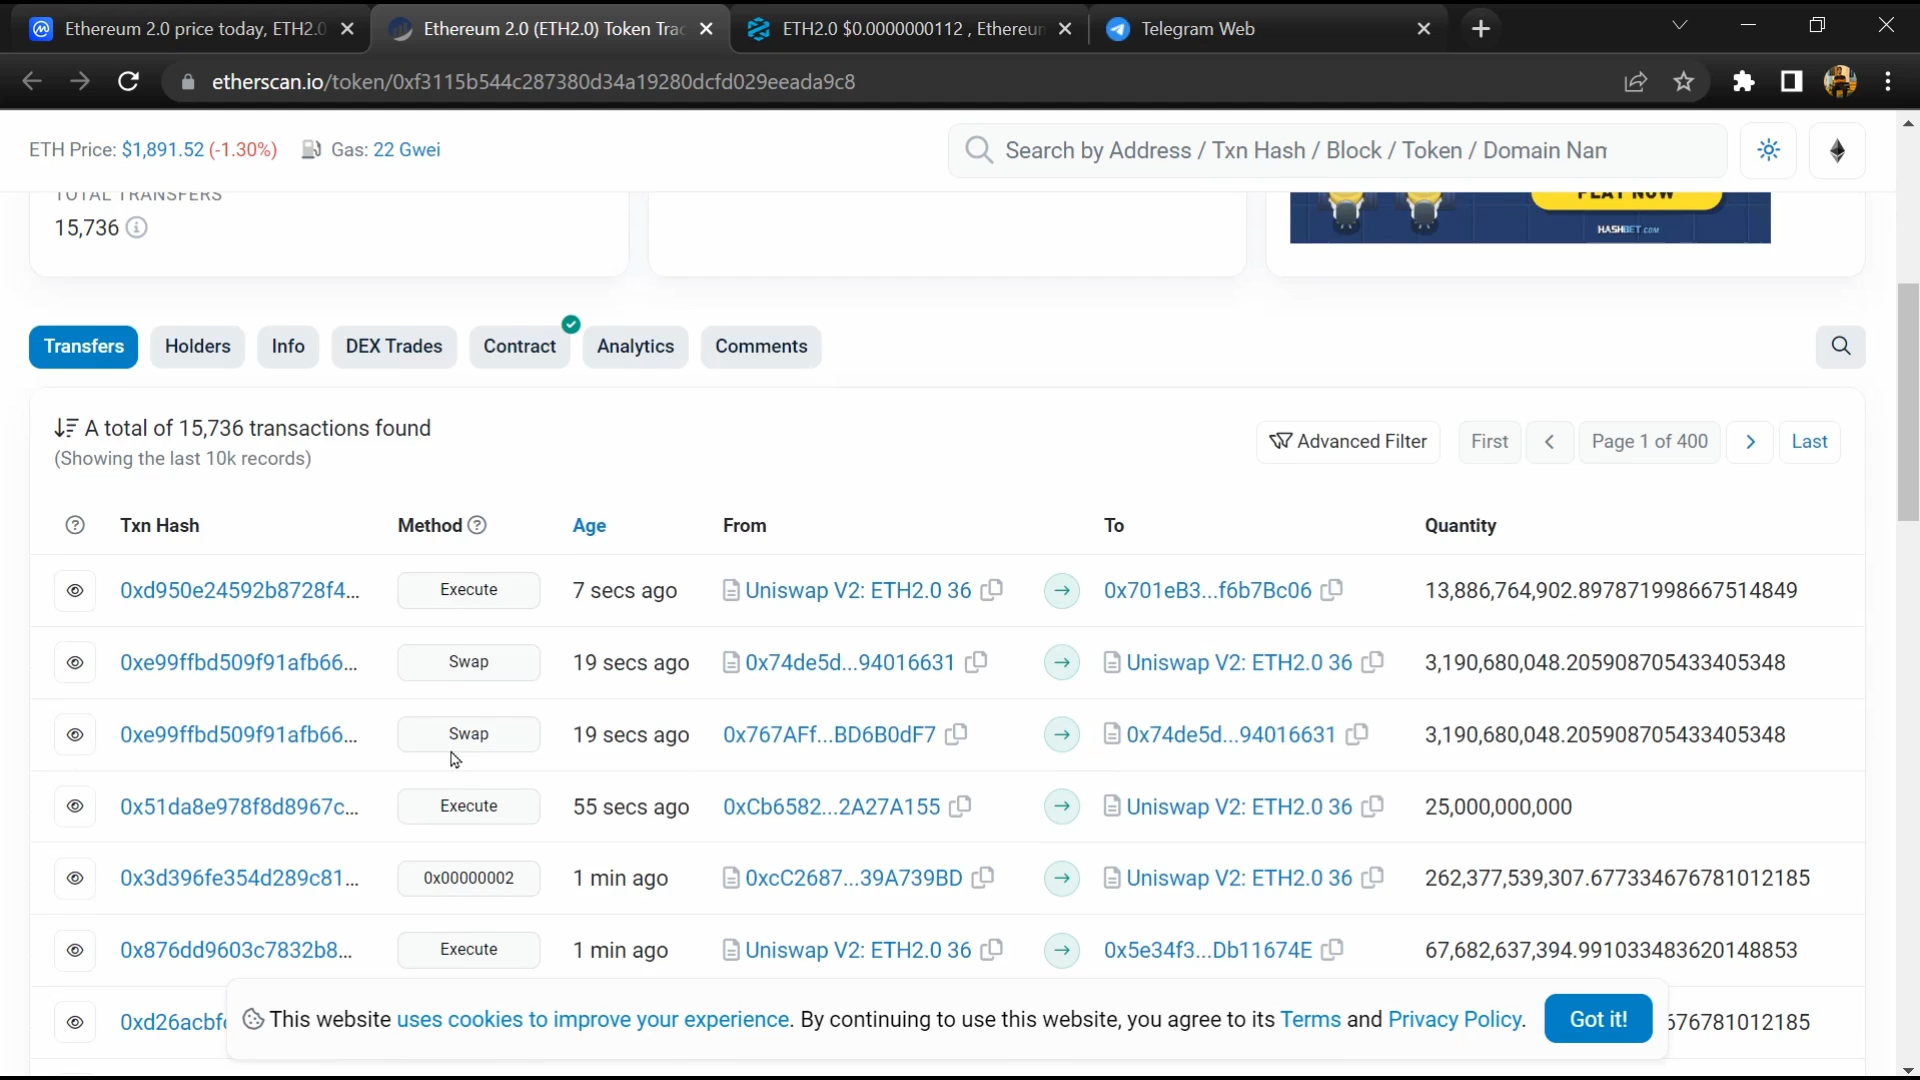 Ethereum 2.0 price today, ETH2.0
Ethereum 2.0 (ETH2.0) Token Trac
ETH2.0 $0.0000000112 , Ethereum
Telegram Web
etherscan.io/token/0xf3115b544c287380d34a19280dcfd029eeada9c8
ETH Price: $1,891.52 (-1.30%) Gas: 22 Gwei
Search by Address / Txn Hash / Block / Token / Domain Nam
TOTAL TRANSFERS
15,736
PLAY NOW
HASHBET.COM
Transfers Holders Info DEX Trades Contract Analytics Comments
A total of 15,736 transactions found
(Showing the last 10k records)
Advanced Filter First Page 1 of 400 Last
Txn Hash Method Age From To Quantity
0xd950e24592b8728f4... Execute 7 secs ago Uniswap V2: ETH2.0 36 0x701eB3...f6b7Bc06 13,886,764,902.897871998667514849
0xe99ffbd509f91afb66... Swap 19 secs ago 0x74de5d...94016631 Uniswap V2: ETH2.0 36 3,190,680,048.205908705433405348
0xe99ffbd509f91afb66... Swap 19 secs ago 0x767AFf...BD6B0dF7 0x74de5d...94016631 3,190,680,048.205908705433405348
0x51da8e978f8d8967c... Execute 55 secs ago 0xCb6582...2A27A155 Uniswap V2: ETH2.0 36 25,000,000,000
0x3d396fe354d289c81... 0x00000002 1 min ago 0xcC2687...39A739BD Uniswap V2: ETH2.0 36 262,377,539,307.677334676781012185
0x876dd9603c7832b8... Execute 1 min ago Uniswap V2: ETH2.0 36 0x5e34f3...Db11674E 67,682,637,394.991033483620148853
0xd26acbf 676781012185
This website uses cookies to improve your experience. By continuing to use this website, you agree to its Terms and Privacy Policy. Got it!